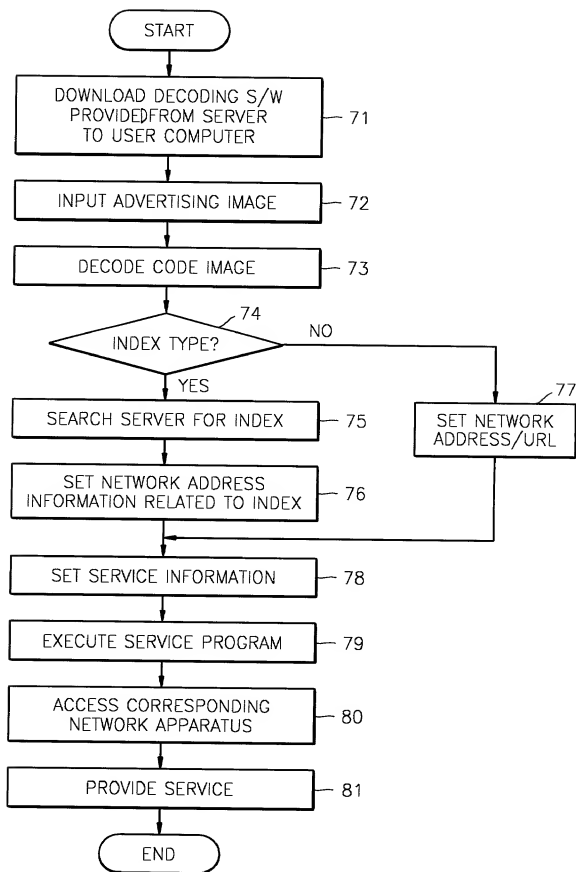 START
DOWNLOAD DECODING S/W
PROVIDED FROM SERVER
TO USER COMPUTER
71
INPUT ADVERTISING IMAGE
72
DECODE CODE IMAGE
73
74
INDEX TYPE?
NO
YES
77
SEARCH SERVER FOR INDEX
75
SET NETWORK
ADDRESS/URL
SET NETWORK ADDRESS
INFORMATION RELATED TO INDEX
76
SET SERVICE INFORMATION
78
EXECUTE SERVICE PROGRAM
79
ACCESS CORRESPONDING
NETWORK APPARATUS
80
PROVIDE SERVICE
81
END